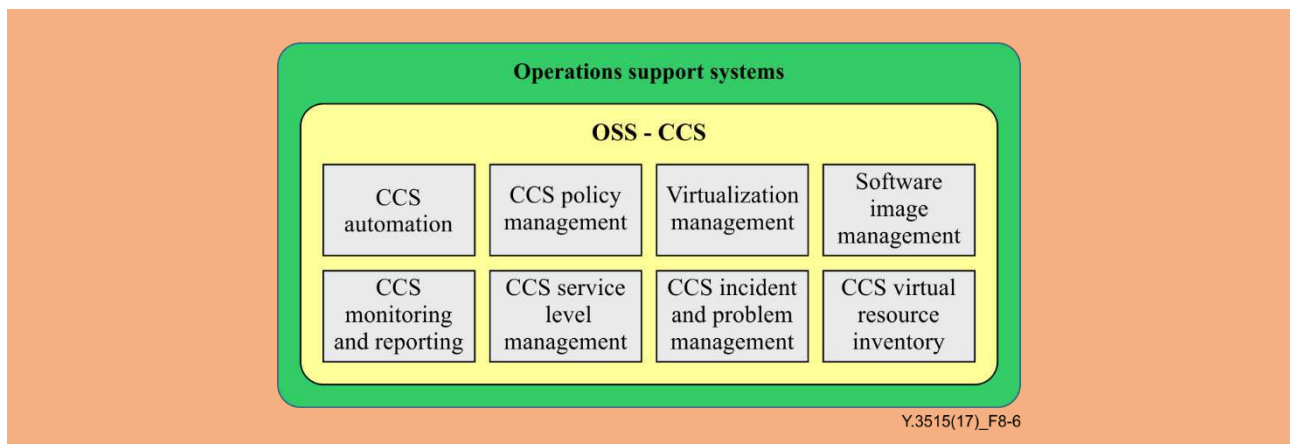 Operations support systems
OSS - CCS
CCS
automation
CCS policy
management
Virtualization
management
Software
image
management
CCS
monitoring
and reporting
CCS service
level
management
CCS incident
and problem
management
CCS virtual
resource
inventory
Y.3515(17)_F8-6